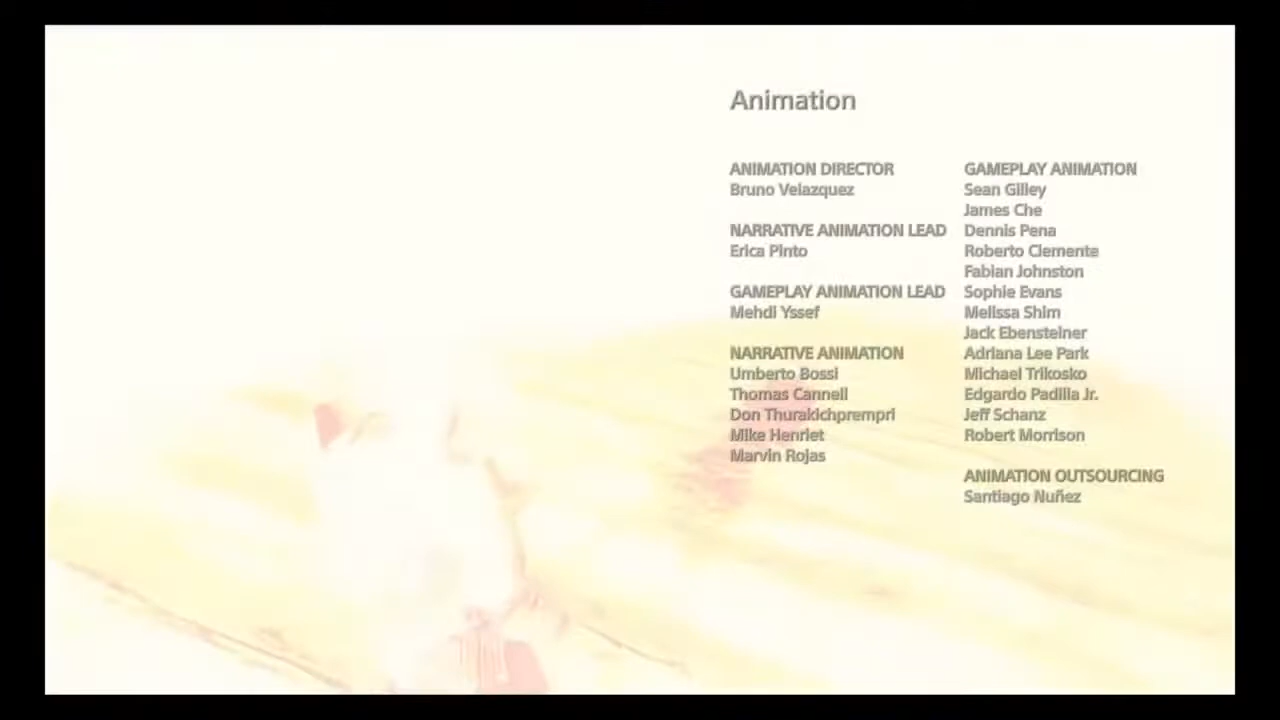 Animation
ANIMATION DIRECTOR
Bruno Velazquez
NARRATIVE ANIMATION LEAD
Erica Pinto
GAMEPLAY ANIMATION LEAD
Mehdi Yssef
NARRATIVE ANIMATION
Umberto Bossi
Thomas Cannell
Don Thurakichprempri
Mike Henriet
Marvin Rojas
GAMEPLAY ANIMATION
Sean Gilley
James Che
Dennis Pena
Roberto Clemente
Fabian Johnston
Sophie Evans
Melissa Shim
Jack Ebensteiner
Adriana Lee Park
Michael Trikosko
Edgardo Padilla Jr.
Jeff Schanz
Robert Morrison
ANIMATION OUTSOURCING
Santiago Nuñez